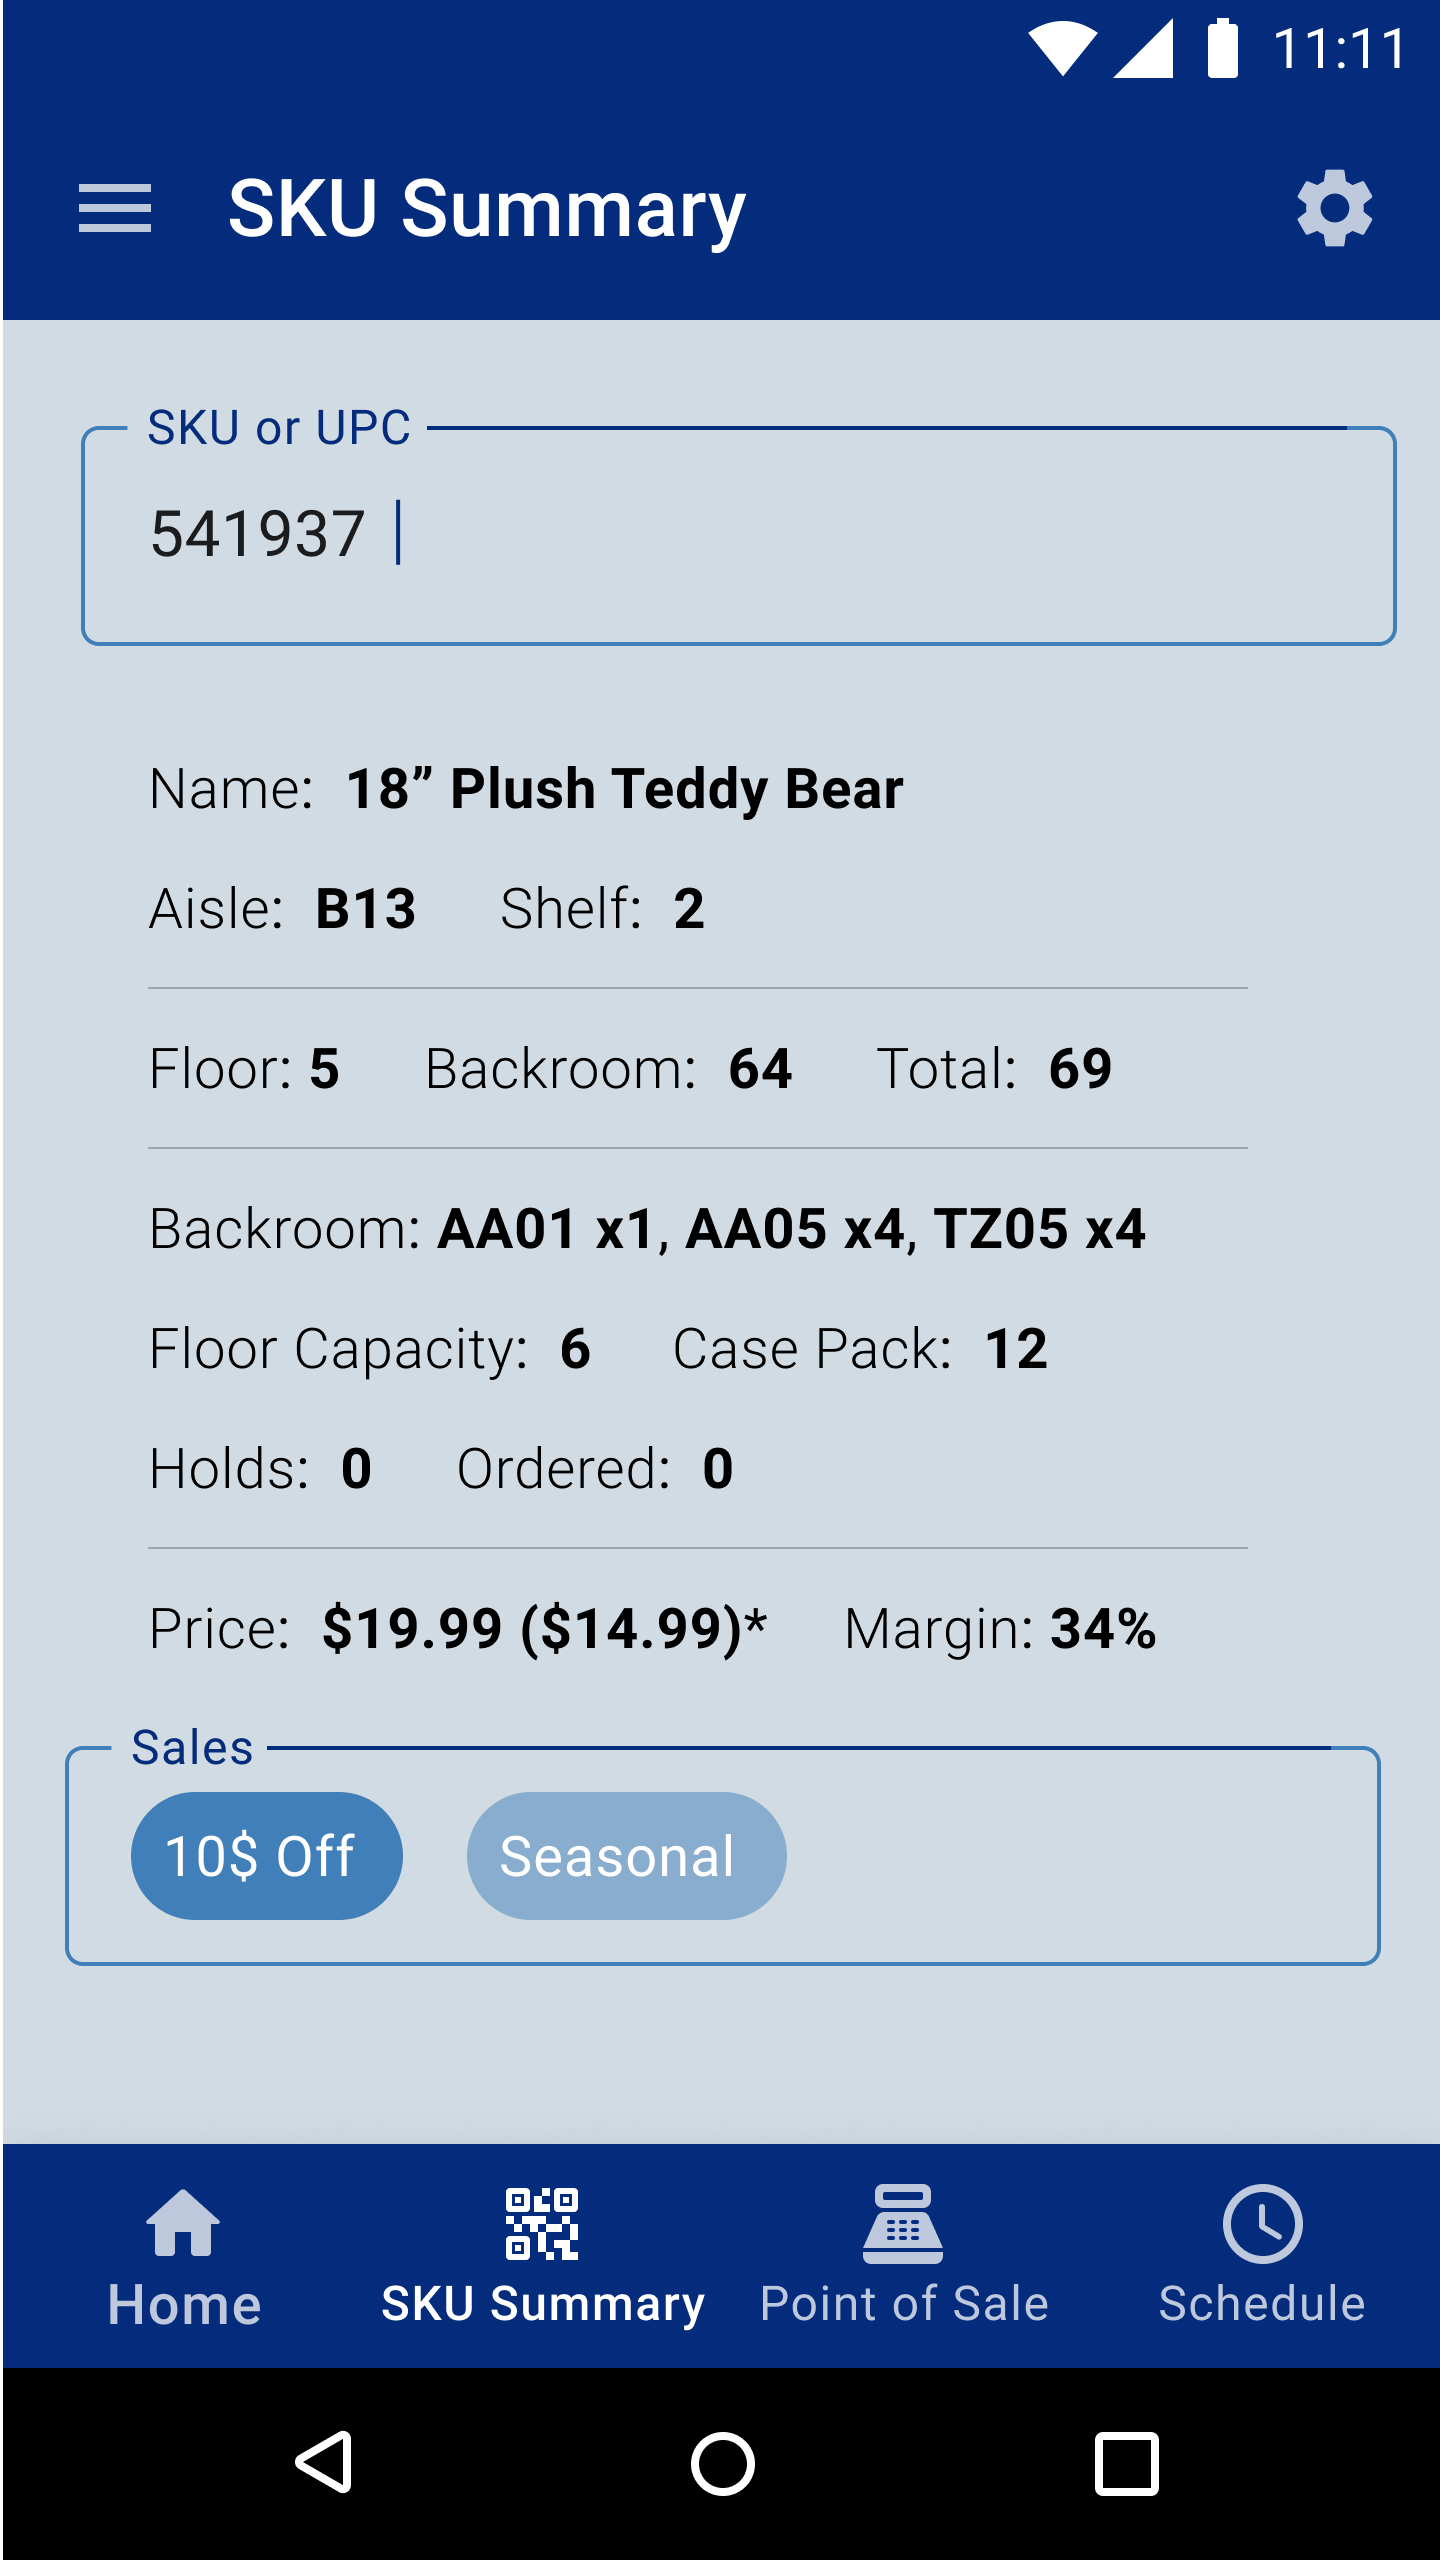 11:11
SKU Summary
SKU or UPC
541937
Name: 18” Plush Teddy Bear
Aisle: B13 Shelf: 2
Floor: 5 Backroom: 64 Total: 69
Backroom: AA01 x1, AA05 x4, TZ05 x4
Floor Capacity: 6 Case Pack: 12
Holds: 0 Ordered: 0
Price: $19.99 ($14.99)* Margin: 34%
Sales
10$ Off Seasonal
Home SKU Summary Point of Sale Schedule